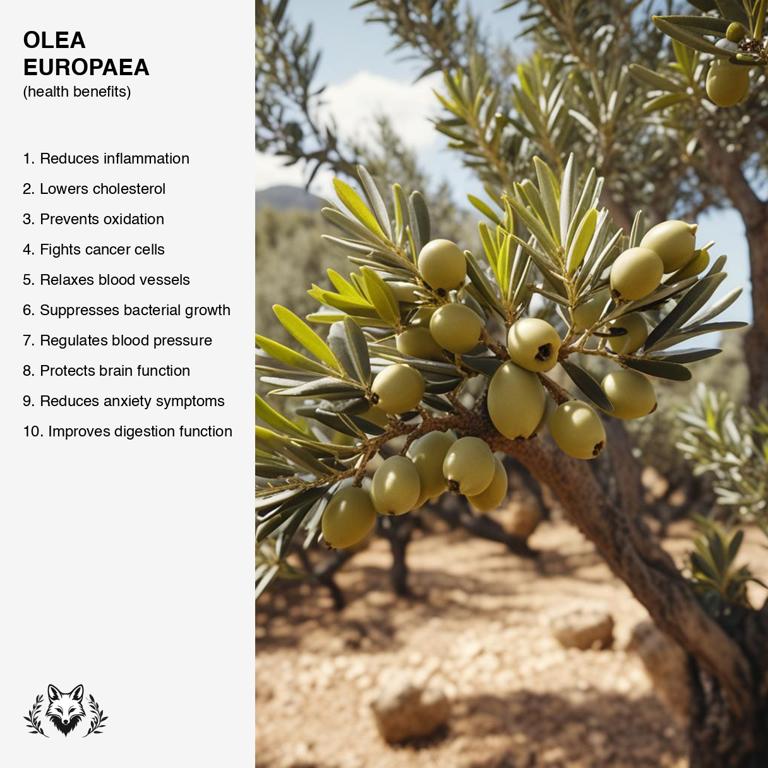 OLEA
EUROPAEA
(health benefits)
1. Reduces inflammation
2. Lowers cholesterol
3. Prevents oxidation
4. Fights cancer cells
5. Relaxes blood vessels
6. Suppresses bacterial growth
7. Regulates blood pressure
8. Protects brain function
9. Reduces anxiety symptoms
10. Improves digestion function